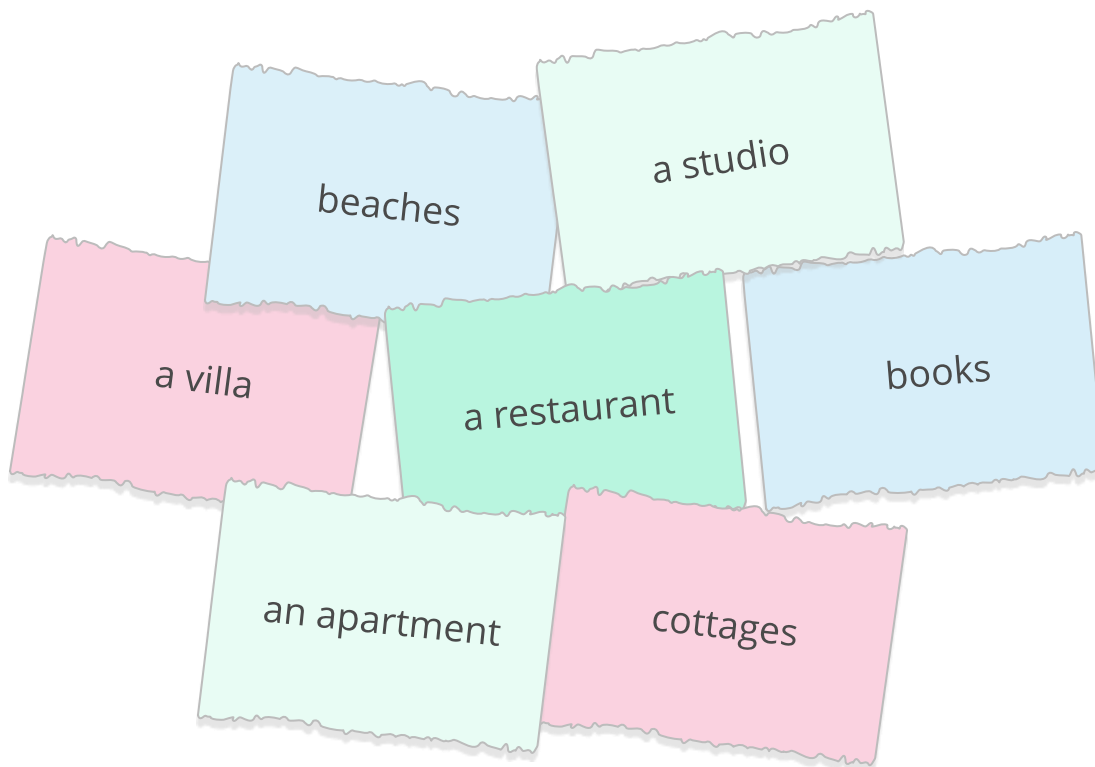 beaches
a studio
a villa
a restaurant
books
an apartment
cottages